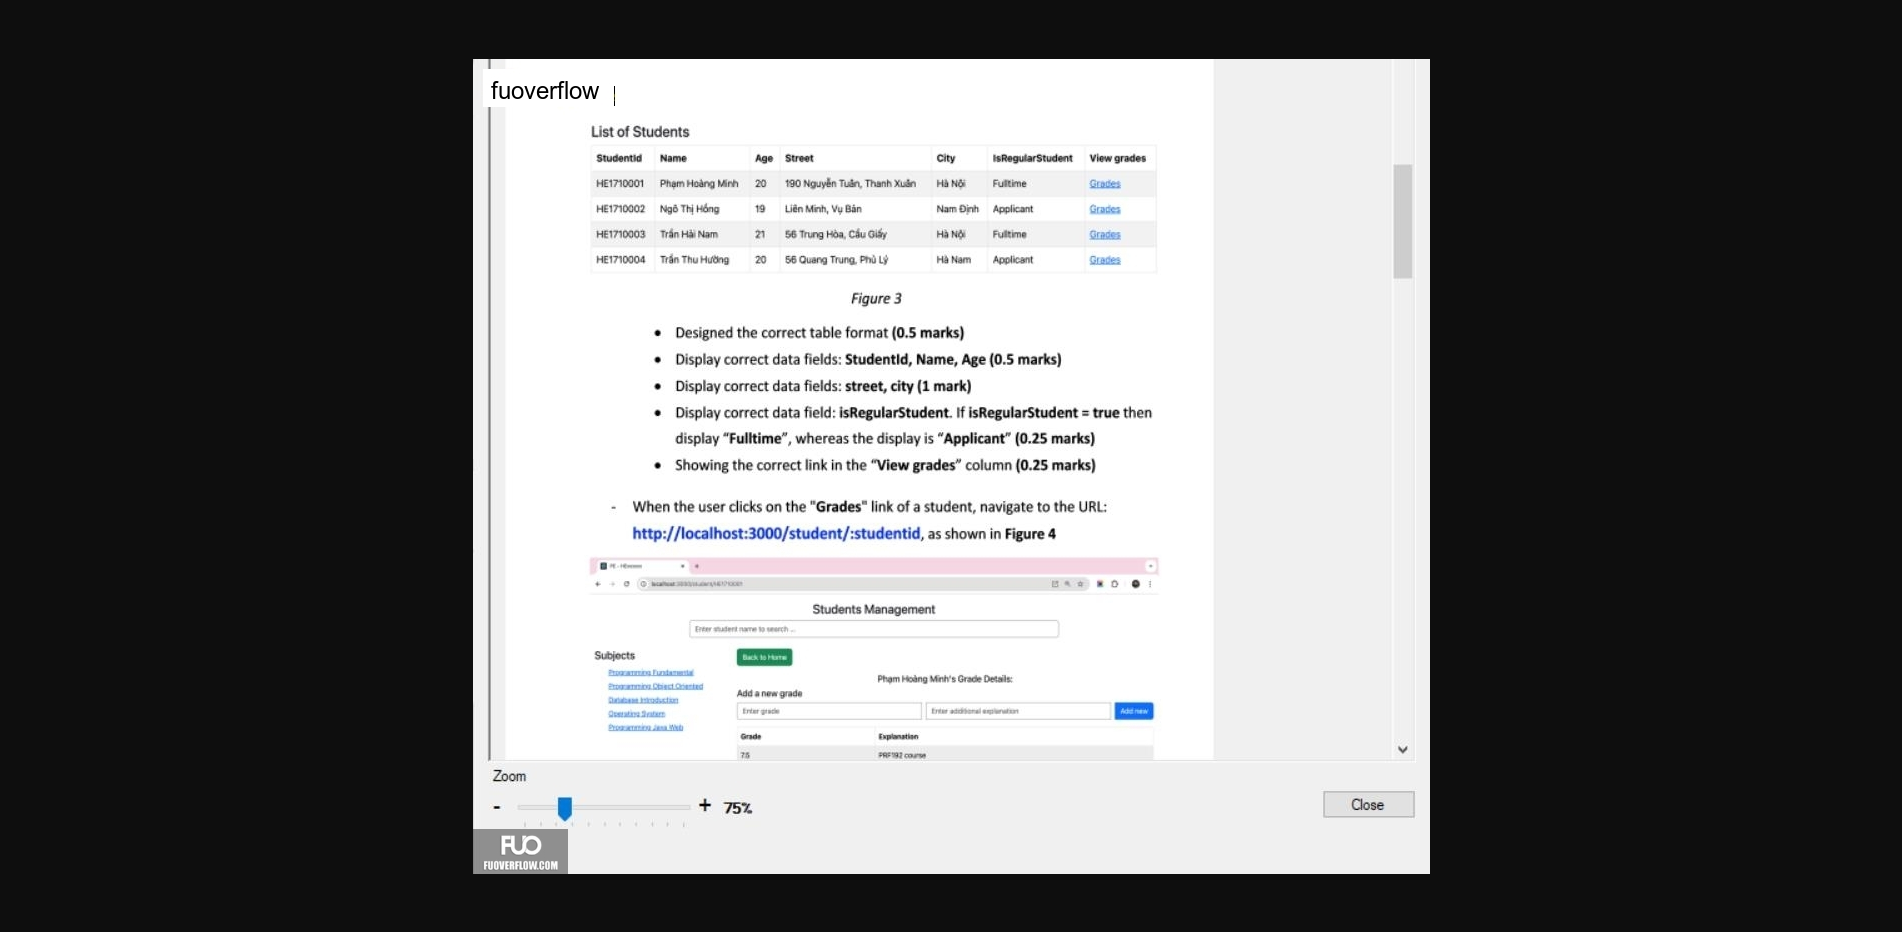 fuoverflow
List of Students
StudentId Name Age Street City IsRegularStudent View grades
HE1710001 Phạm Hoàng Minh 20 190 Nguyễn Tuân, Thanh Xuân Hà Nội Fulltime Grades
HE1710002 Ngô Thị Hồng 19 Liên Minh, Vụ Bản Nam Định Applicant Grades
HE1710003 Trần Hải Nam 21 56 Trung Hòa, Cầu Giấy Hà Nội Fulltime Grades
HE1710004 Trần Thu Hường 20 56 Quang Trung, Phủ Lý Hà Nam Applicant Grades
Figure 3
• Designed the correct table format (0.5 marks)
• Display correct data fields: StudentId, Name, Age (0.5 marks)
• Display correct data fields: street, city (1 mark)
• Display correct data field: isRegularStudent. If isRegularStudent = true then
display “Fulltime”, whereas the display is “Applicant” (0.25 marks)
• Showing the correct link in the “View grades” column (0.25 marks)
- When the user clicks on the "Grades" link of a student, navigate to the URL:
http://localhost:3000/student/:studentid, as shown in Figure 4
localhost:3000/student/HE1710001
Students Management
Enter student name to search ...
Subjects
Back to Home
Programming Fundamental
Phạm Hoàng Minh's Grade Details:
Programming Object Oriented
Add a new grade
Database Introduction
Enter grade Enter additional explanation Add new
Operating System
Programming Java Web
Grade Explanation
7.5 PRF192 course
Zoom
- + 75%
Close
FUO
FUOVERFLOW.COM